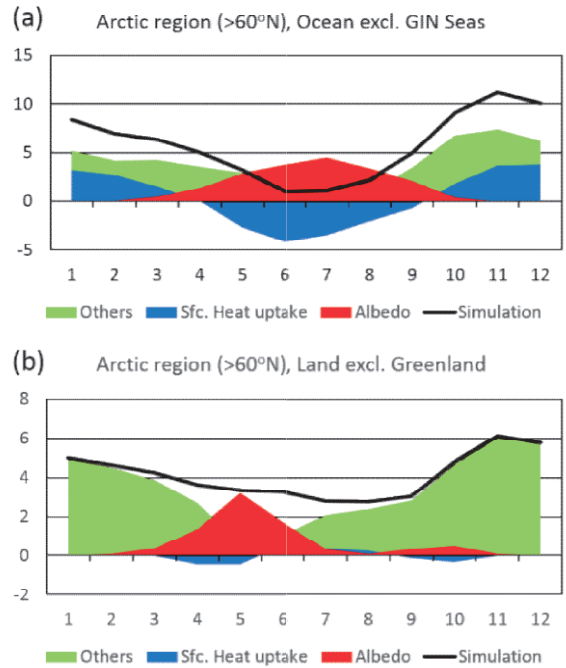 (a)
Arctic region (>60°N), Ocean excl. GIN Seas
15
10
5
0
-5
1 2 3 4 5 6 7 8 9 10 11 12
Others Sfc. Heat uptake Albedo Simulation
(b)
Arctic region (>60°N), Land excl. Greenland
8
6
4
2
0
-2
1 2 3 4 5 6 7 8 9 10 11 12
Others Sfc. Heat uptake Albedo Simulation